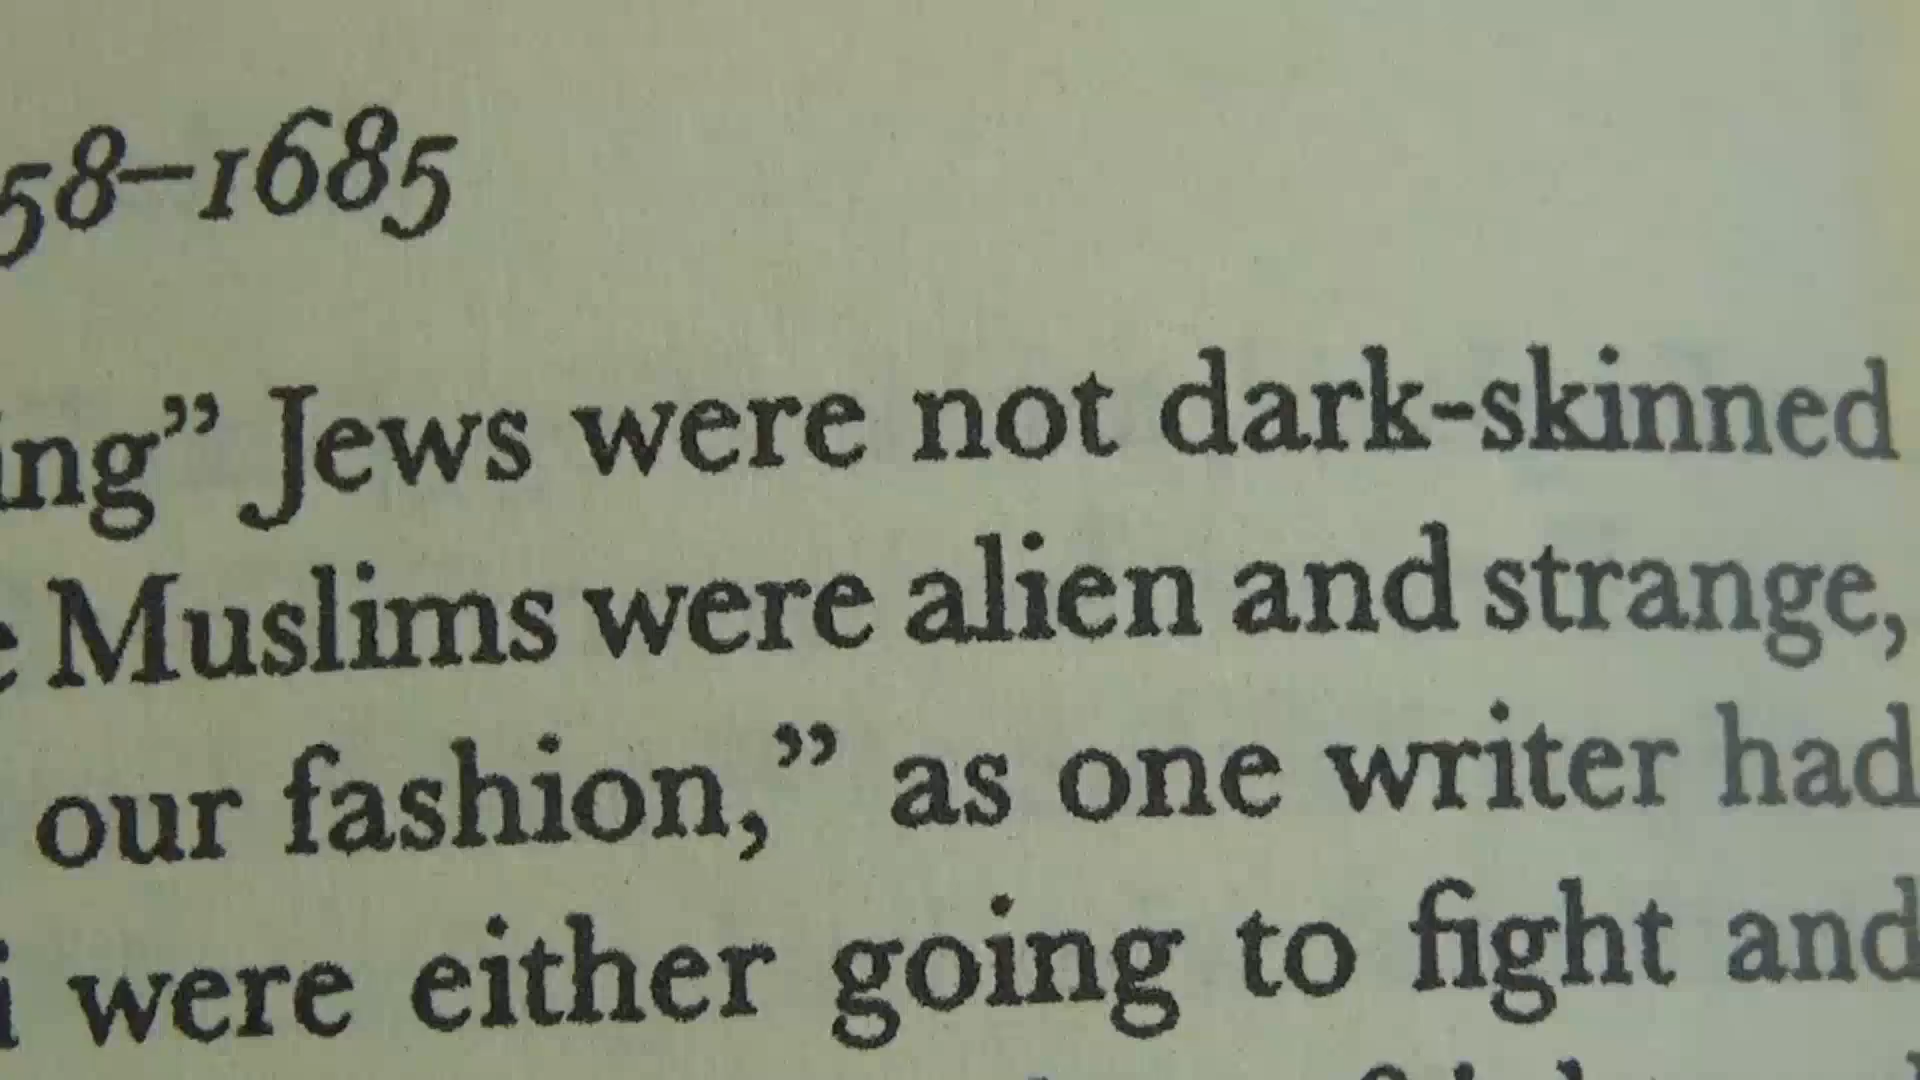 58–1685
ing” Jews were not dark-skinned
Muslims were alien and strange,
our fashion,” as one writer had
were either going to fight and